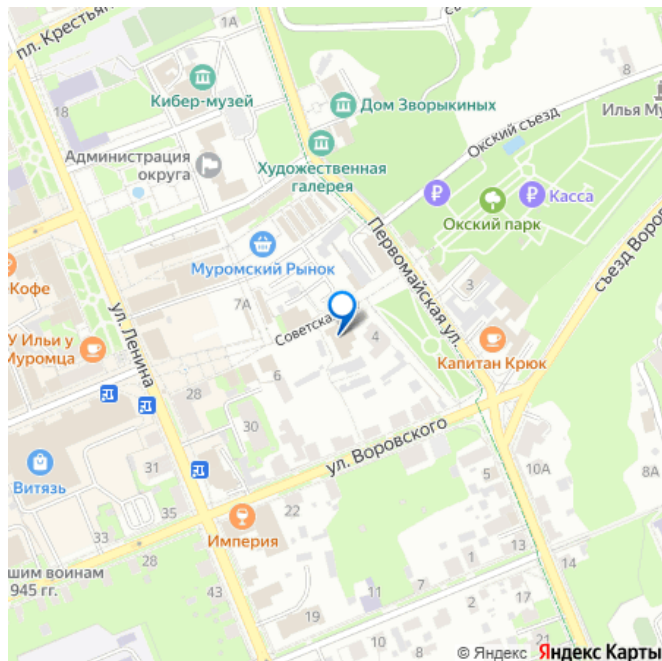 1А
пл. Крестья
8
Кибер-музей
Дом Зворыкиных
Илья Му
18
Окский съезд
Администрация
округа
Художественная
галерея
Касса
Окский парк
Первомайская ул.
съезд Воро
Муромский Рынок
Кофе
7А
3
ул. Ленина
Советска
4
У Ильи у
Муромца
Капитан Крюк
6
28
30
ул. Воровского
31
Витязь
5
10А
8А
33
35
22
Империя
28
13
14
шим воинам
945 гг.
43
1
7
11
2
19
17
10
21
© Яндекс Яндекс Карты